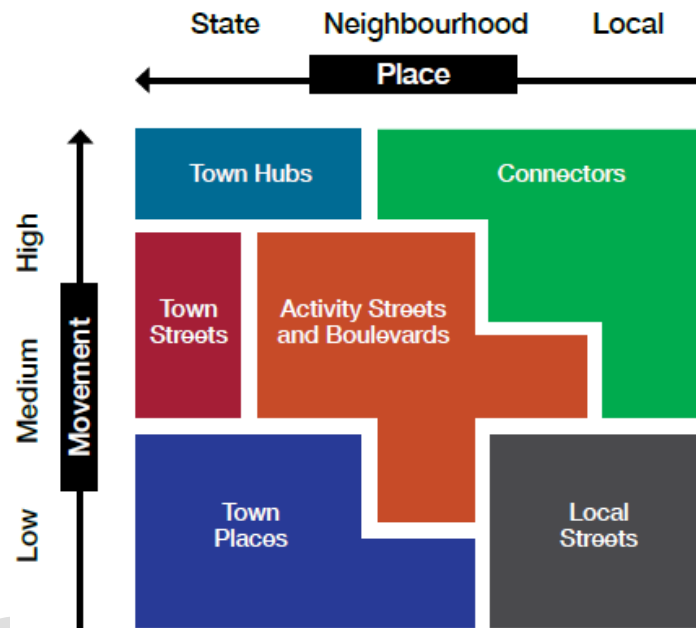 State Neighbourhood Local
Place
Town Hubs
Connectors
High
Town
Streets
Activity Streets
and Boulevards
Medium
Movement
Low
Town
Places
Local
Streets